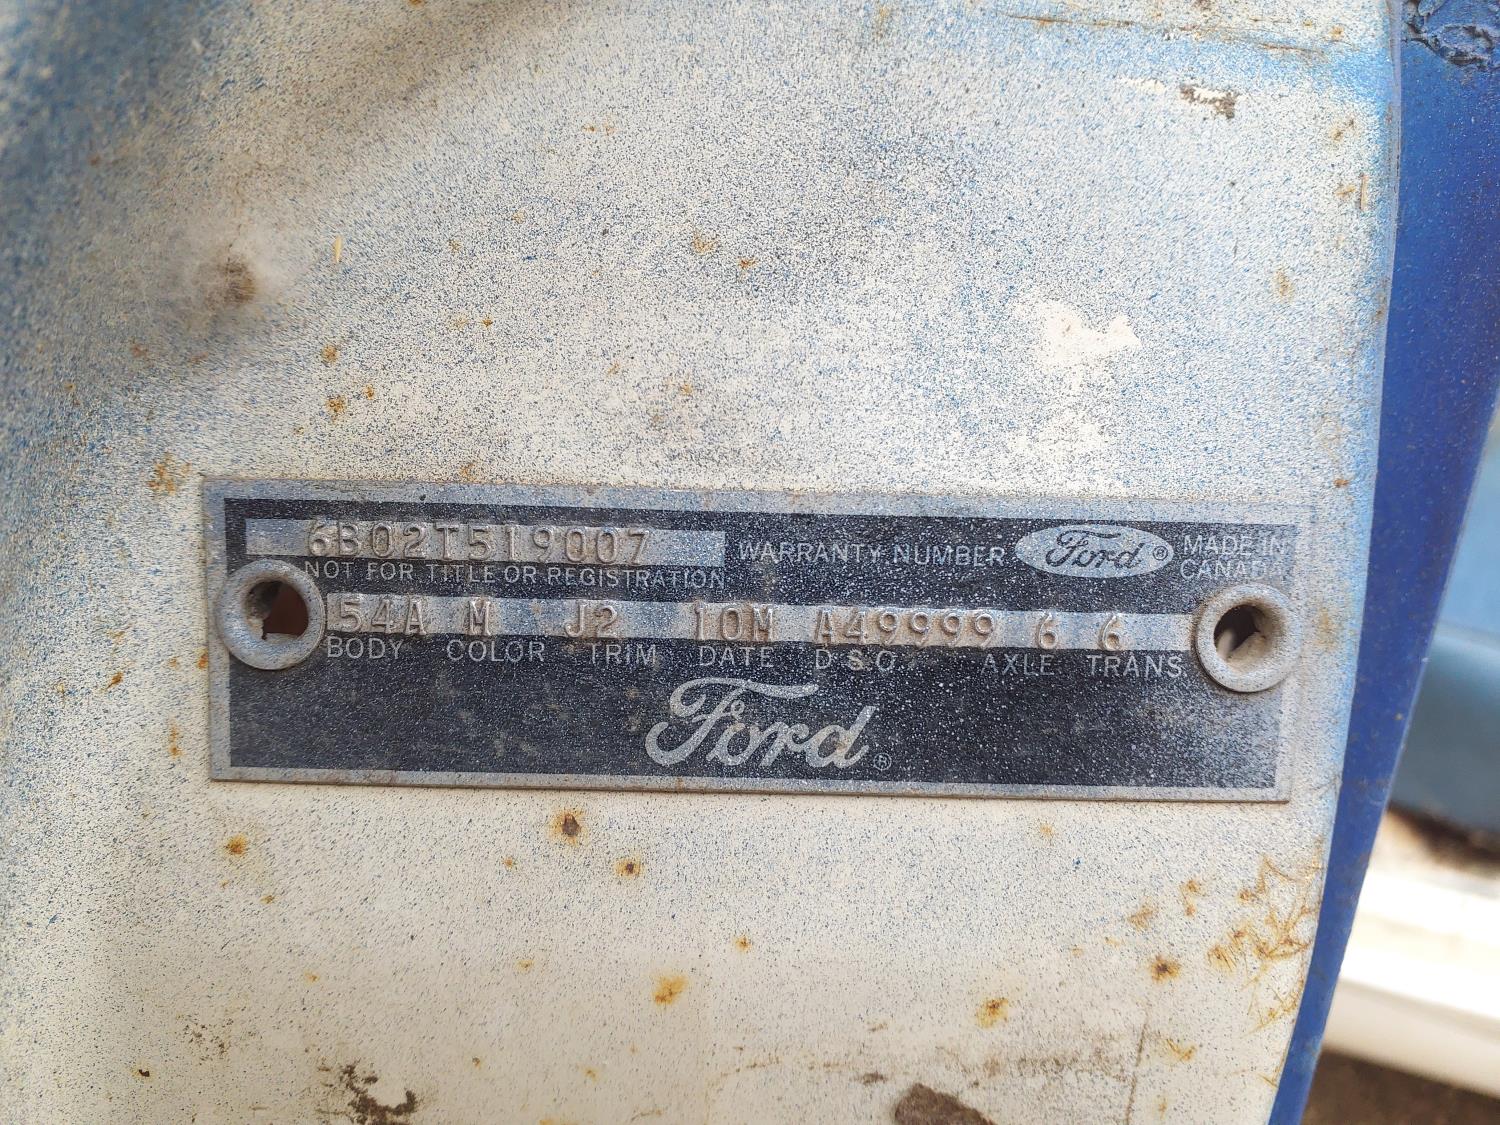 6B02T519007 WARRANTY NUMBER Ford ® MADE IN CANADA
NOT FOR TITLE OR REGISTRATION
54A M J2 10M A49999 6 6
BODY COLOR TRIM DATE D.S.O. AXLE TRANS.
Ford ®